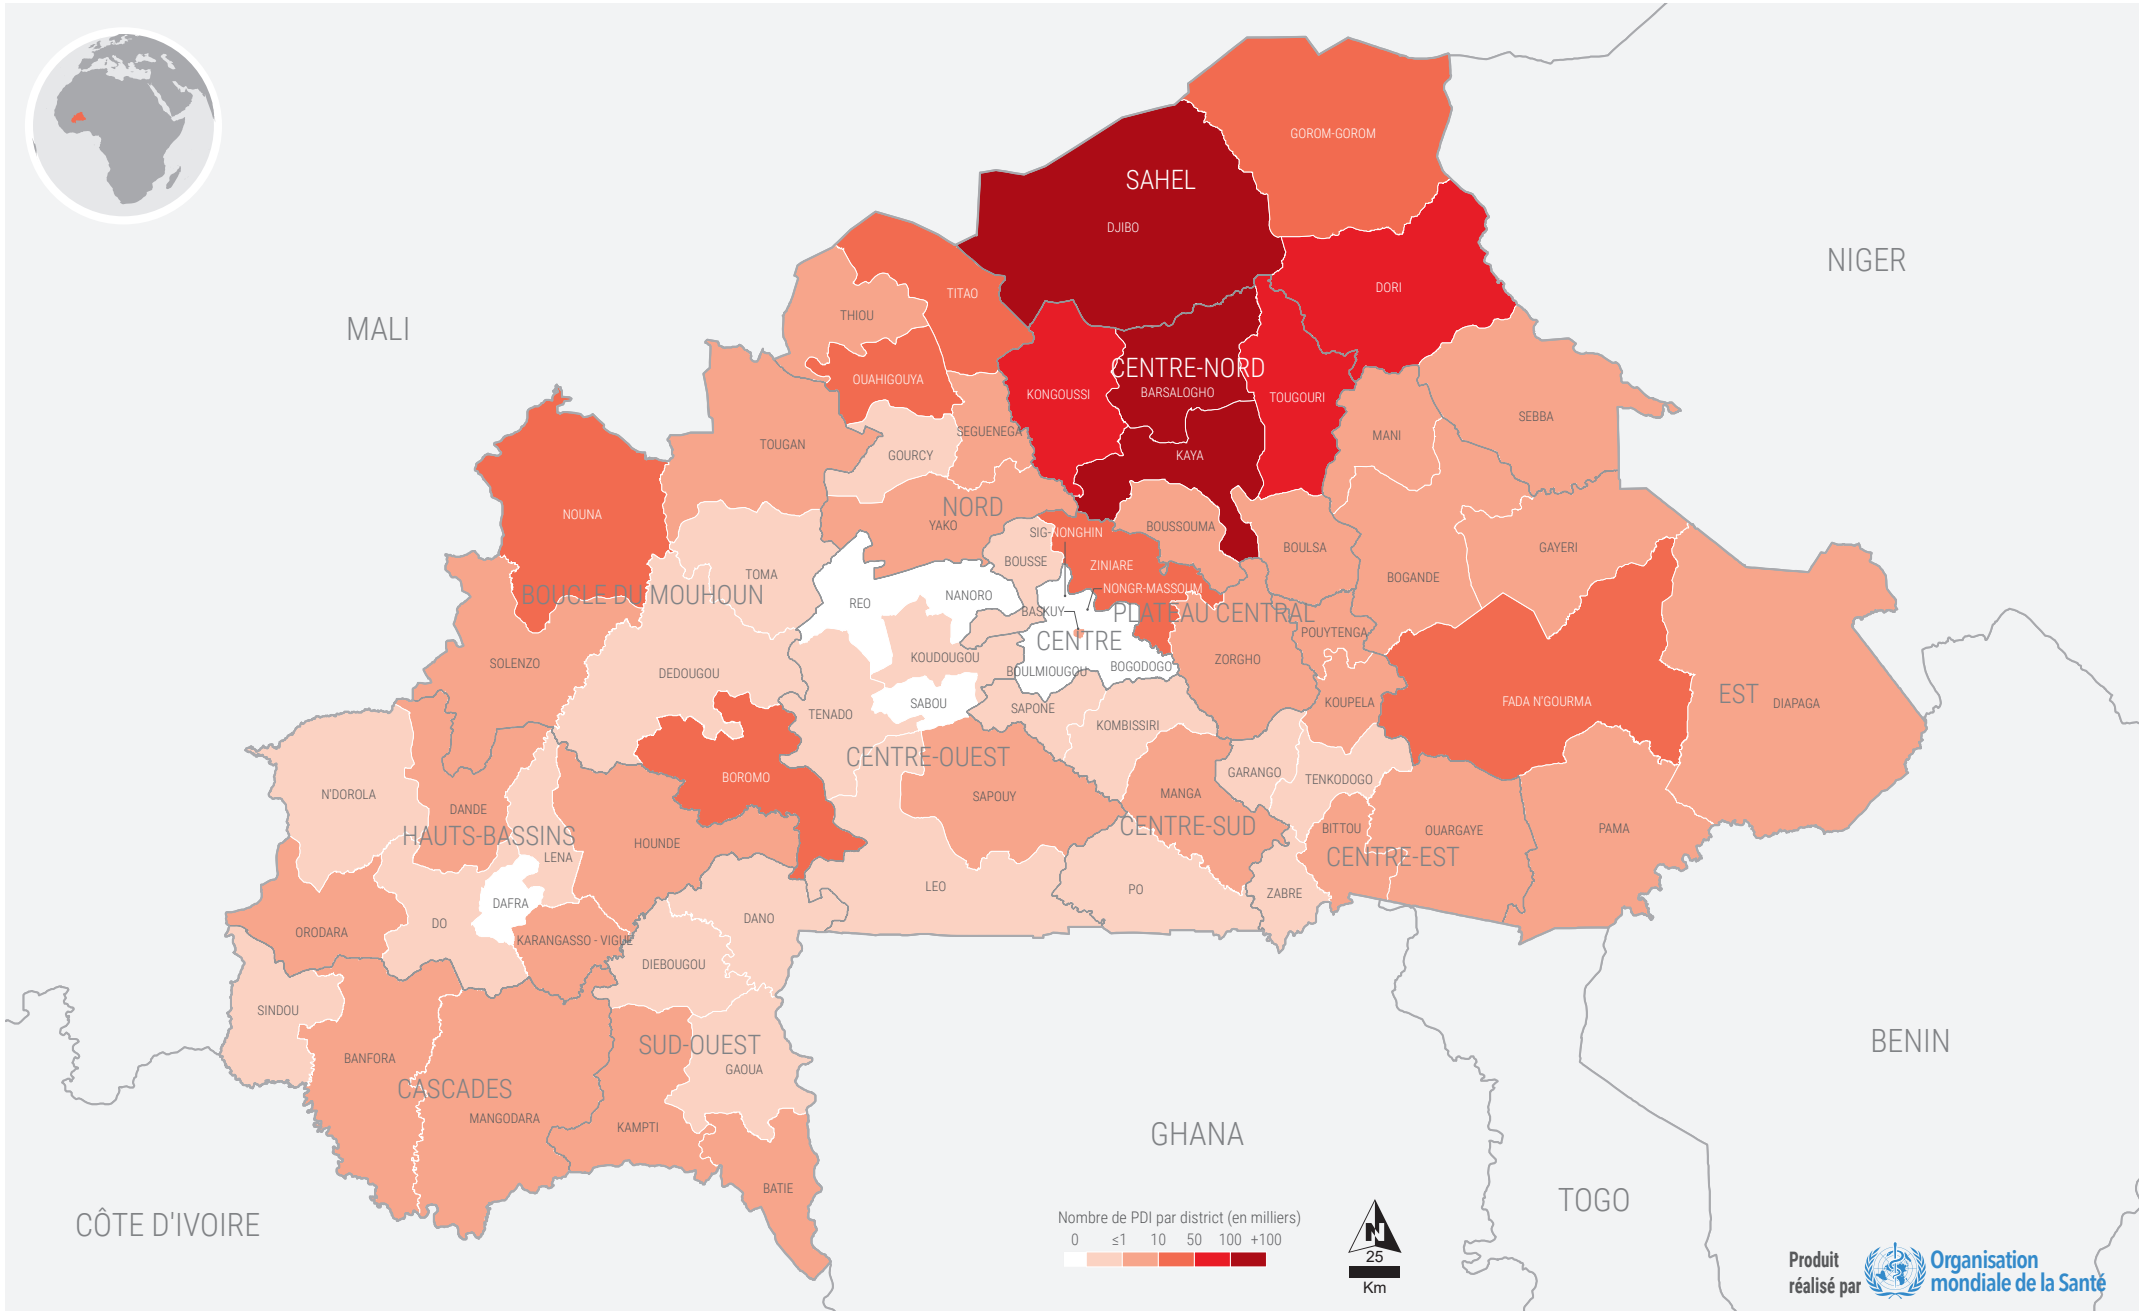 GOROM-GOROM
SAHEL
DJIBO
NIGER
DORI
TITAO
THIOU
MALI
CENTRE-NORD
OUAHIGOUYA
KONGOUSSI
BARSALOGHO
TOUGOURI
SEBBA
SEGUENEGA
MANI
TOUGAN
GOURCY
KAYA
NORD
NOUNA
YAKO
BOUSSOUMA
SIG-NONGHIN
BOULSA
GAYERI
BOUSSE
ZINIARE
TOMA
BOGANDE
BOUCLE DU MOUHOUN
NANORO
NONGR-MASSOUM
REO
BASKUY
PLATEAU CENTRAL
CENTRE
POUYTENGA
KOUDOUGOU
ZORGHO
SOLENZO
BOULMIOUGOU
BOGODOGO
DEDOUGOU
EST
SABOU
KOUPELA
FADA N'GOURMA
DIAPAGA
TENADO
SAPONE
KOMBISSIRI
CENTRE-OUEST
BOROMO
GARANGO
TENKODOGO
N'DOROLA
SAPOUY
MANGA
DANDE
CENTRE-SUD
BITTOU
OUARGAYE
PAMA
HAUTS-BASSINS
HOUNDE
LENA
CENTRE-EST
LEO
PO
ZABRE
DAFRA
DO
DANO
ORODARA
KARANGASSO - VIGUE
DIEBOUGOU
SINDOU
SUD-OUEST
BENIN
BANFORA
GAOUA
CASCADES
MANGODARA
KAMPTI
GHANA
BATIE
TOGO
CÔTE D'IVOIRE
Nombre de PDI par district (en milliers)
0 ≤1 10 50 100 +100
N
25
Km
Produit
réalisé par
Organisation
mondiale de la Santé